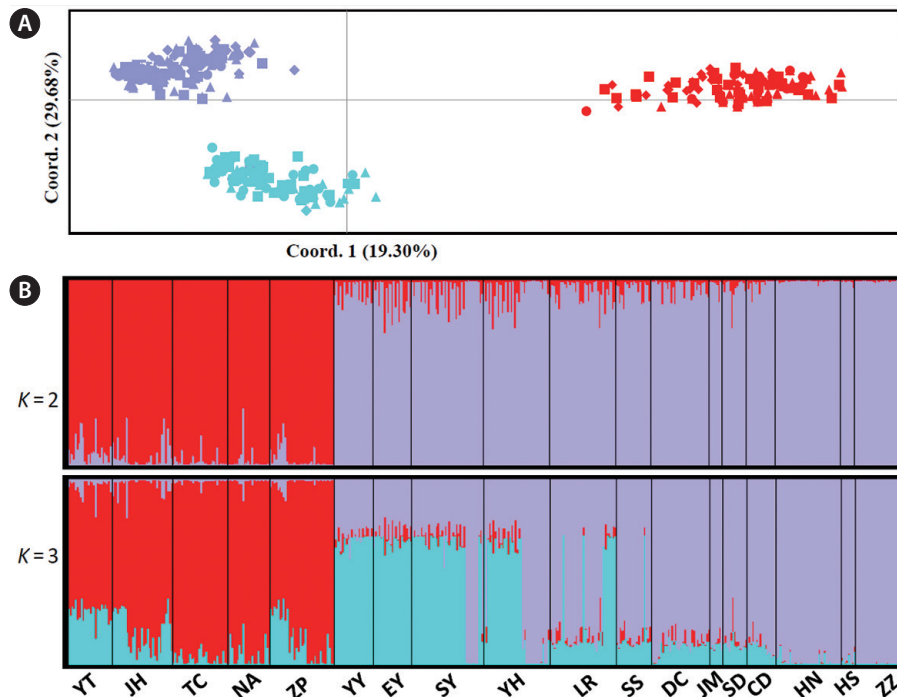 A
Coord. 2 (29.68%)
Coord. 1 (19.30%)
B
K = 2
K = 3
YT JH TC NA ZP YY EY SY YH LR SS DC JM SD CD HN HS ZZ